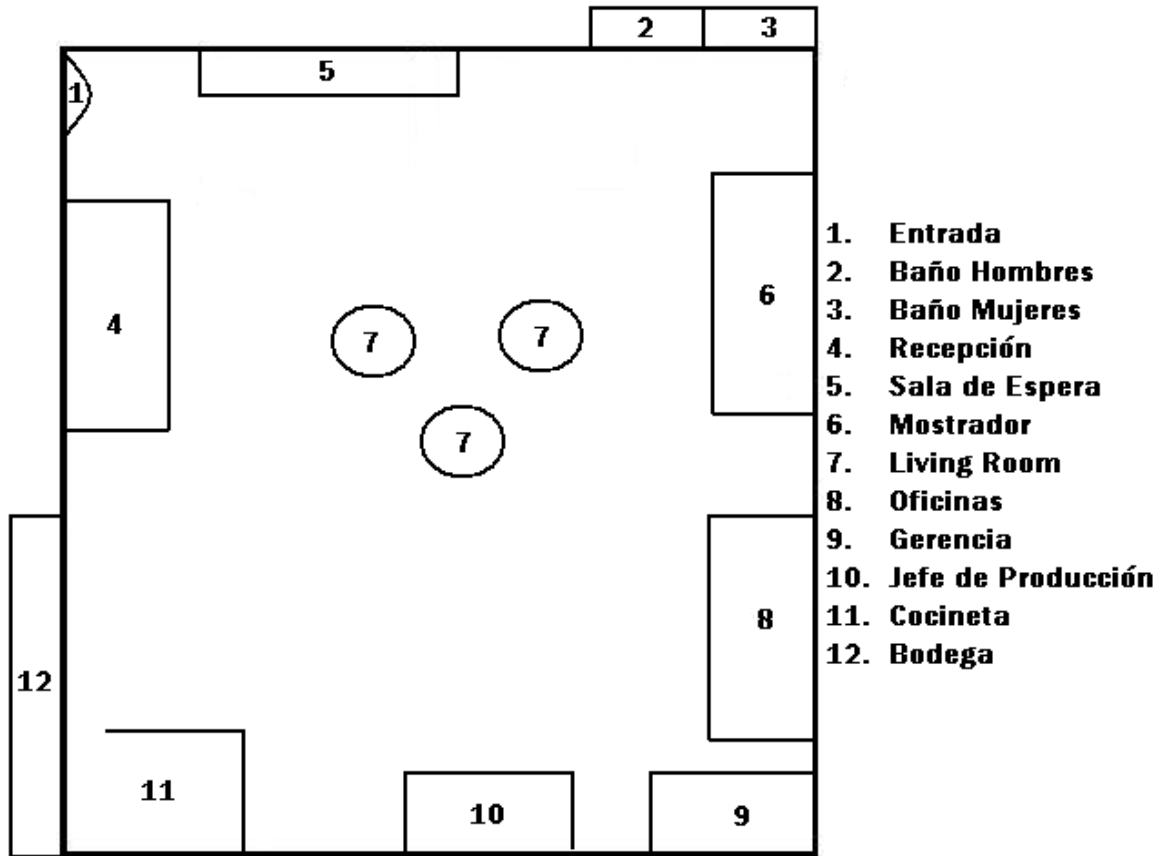 2
3
5
1
4
6
7
7
7
8
12
11
10
9
1. Entrada
2. Baño Hombres
3. Baño Mujeres
4. Recepción
5. Sala de Espera
6. Mostrador
7. Living Room
8. Oficinas
9. Gerencia
10. Jefe de Producción
11. Cocineta
12. Bodega